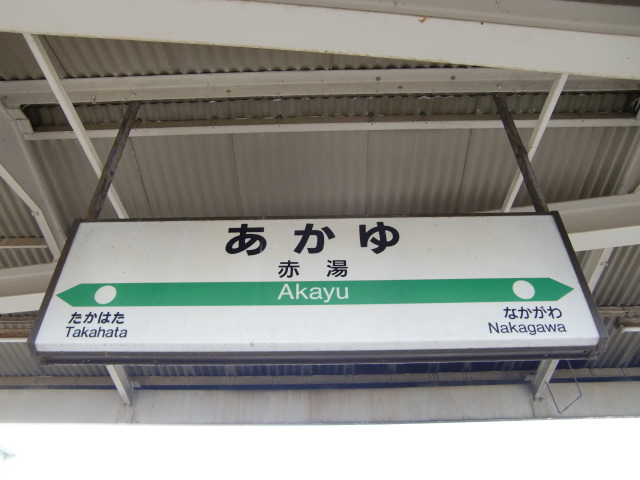 あかゆ
赤湯
Akayu
たかはた
Takahata
なかがわ
Nakagawa